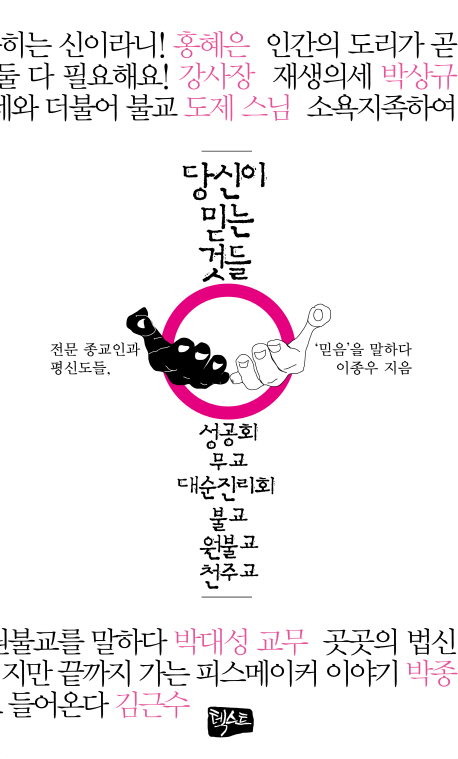 히는 신이라니! 홍혜은 인간의 도리가 곧
둘 다 필요해요! 강사장 재생의세 박상규
와 더불어 불교 도제 스님 소욕지족하여
당신이
믿는
것들
전문 종교인과
평신도들,
‘믿음’을 말하다
이종우 지음
성공회
무교
대순진리회
불교
원불교
천주교
원불교를 말하다 박대성 교무 곳곳의 법신
지만 끝까지 가는 피스메이커 이야기 박종
들어온다 김근수
텍스트